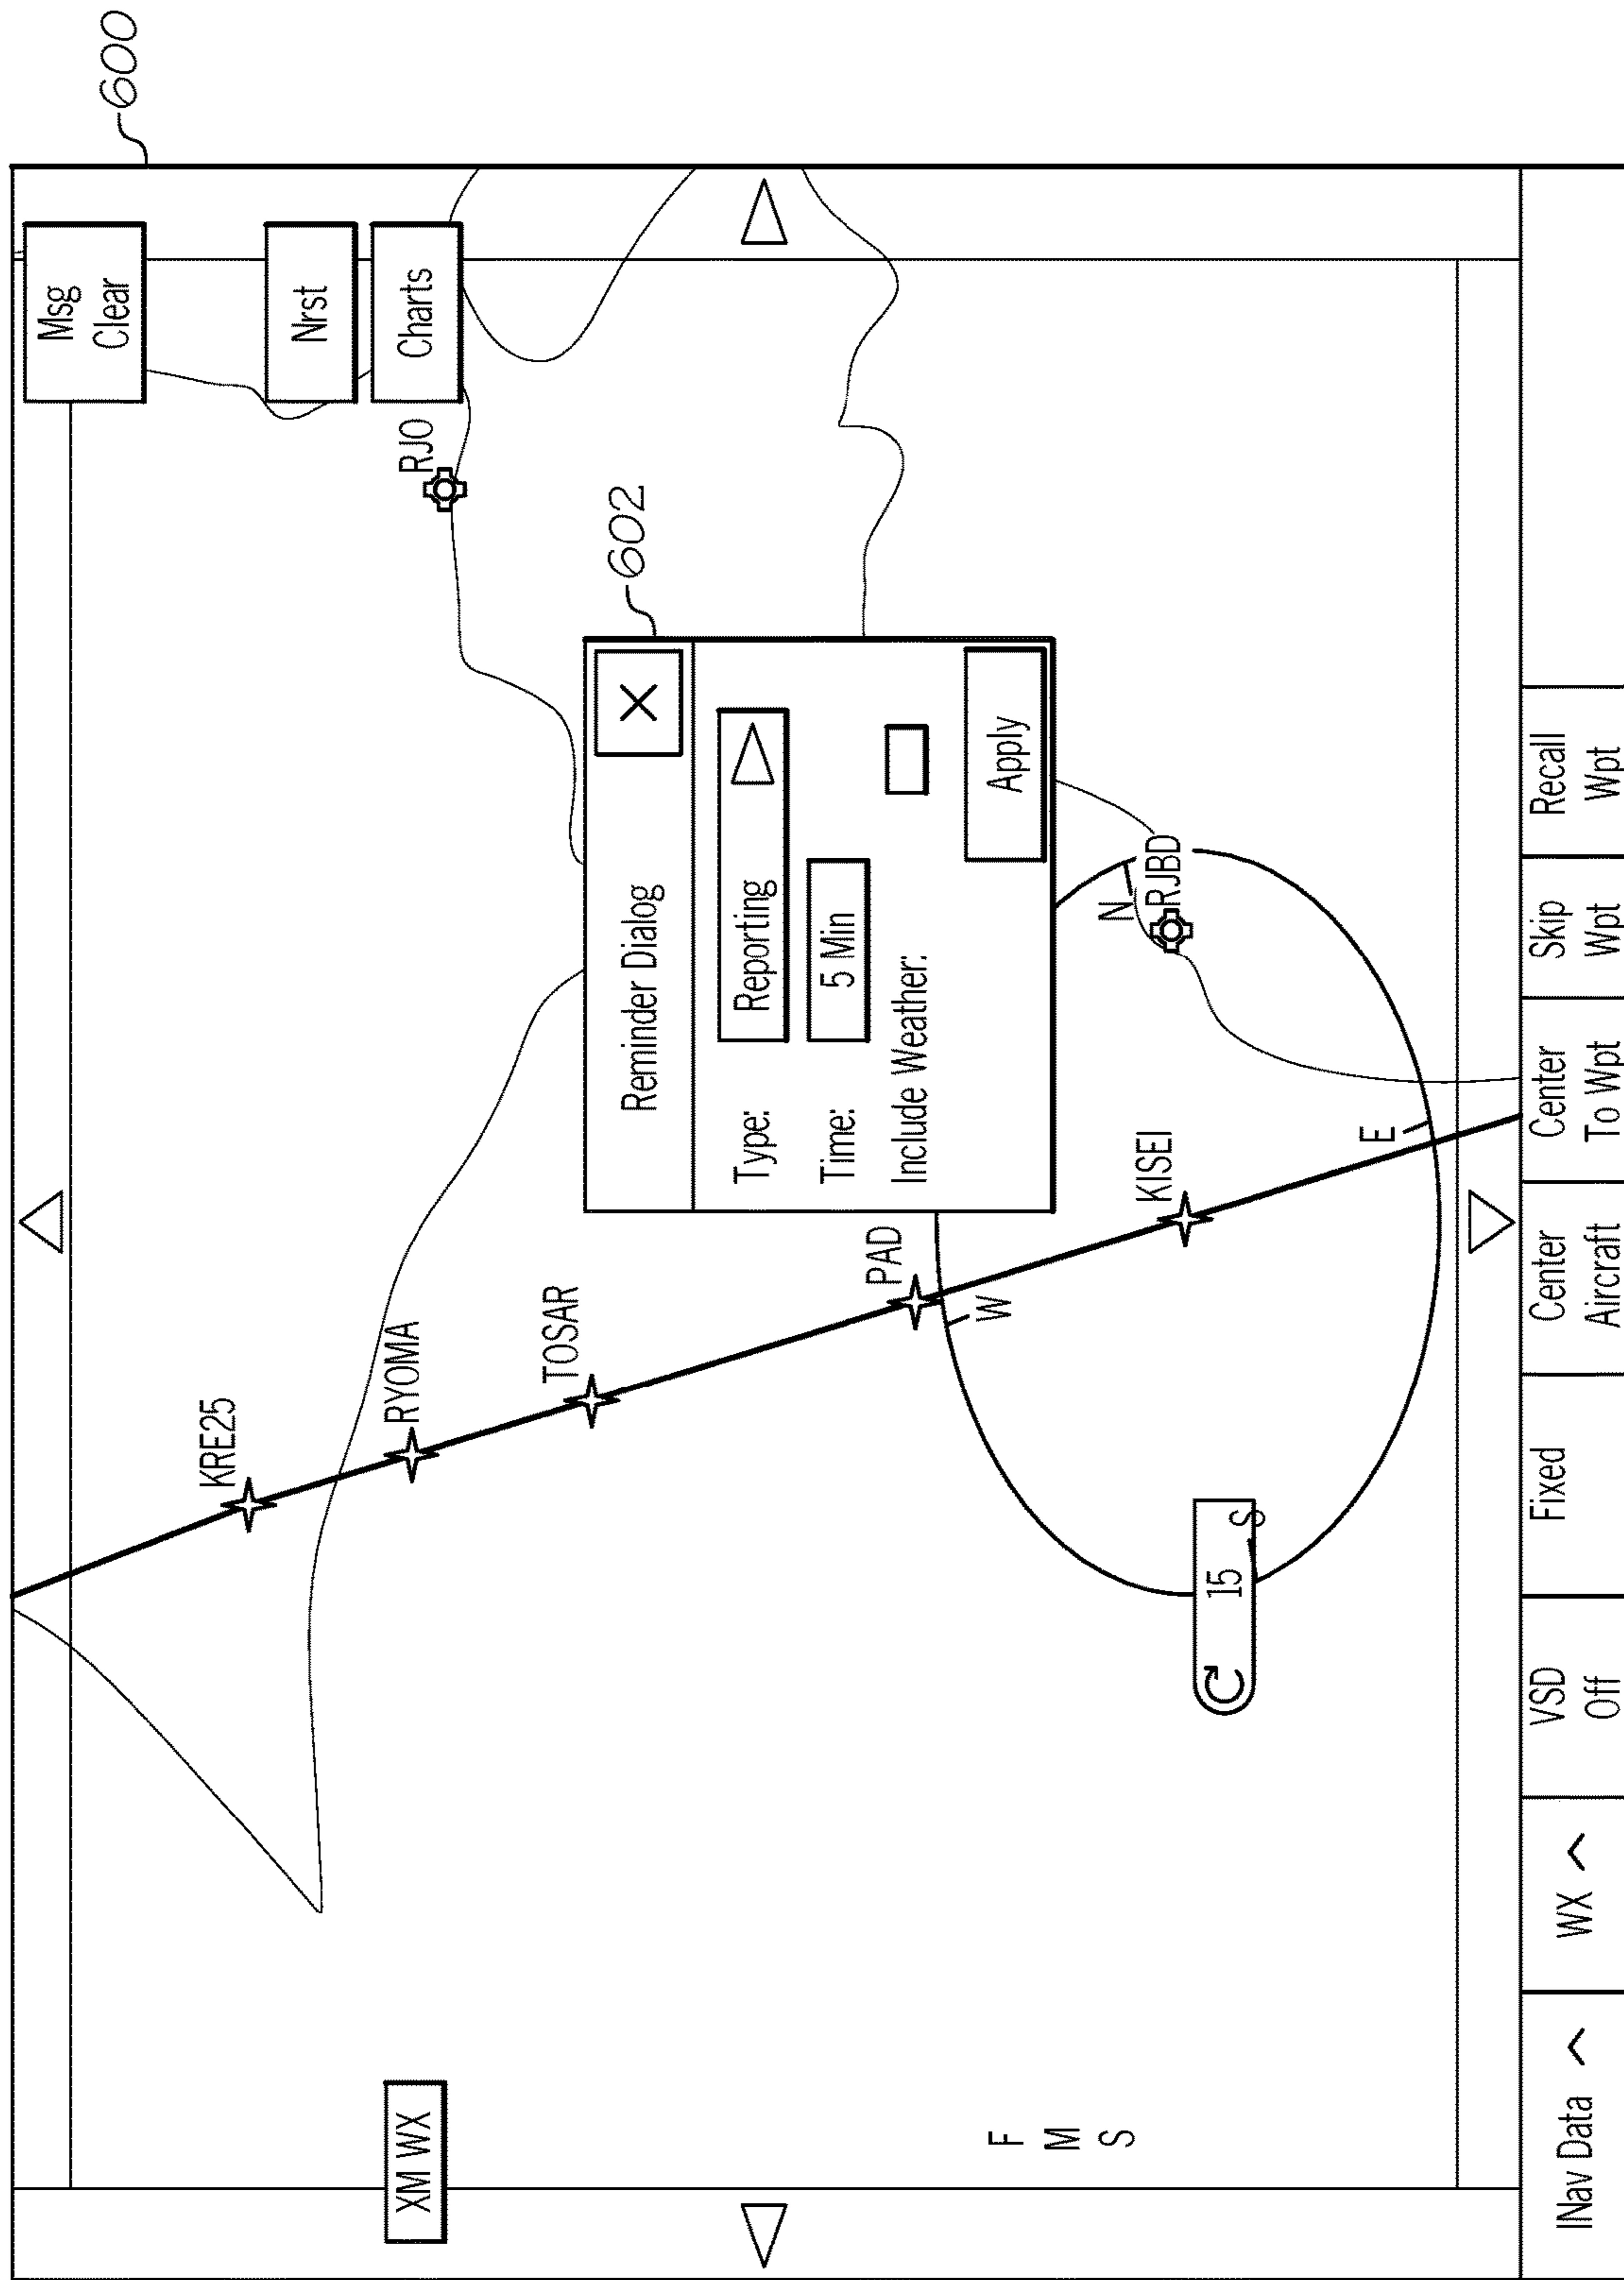 600
Msg
Clear
Nrst
Charts
KRE25
RJO
XM WX
RYOMA
TOSAR
602
Reminder Dialog
X
Type: Reporting
Time: 5 Min
Include Weather:
Apply
PAD
W
F
M
S
N
RJBD
KISEI
15
S
E
INav Data
WX
VSD
Off
Fixed
Center
Aircraft
Center
To Wpt
Skip
Wpt
Recall
Wpt